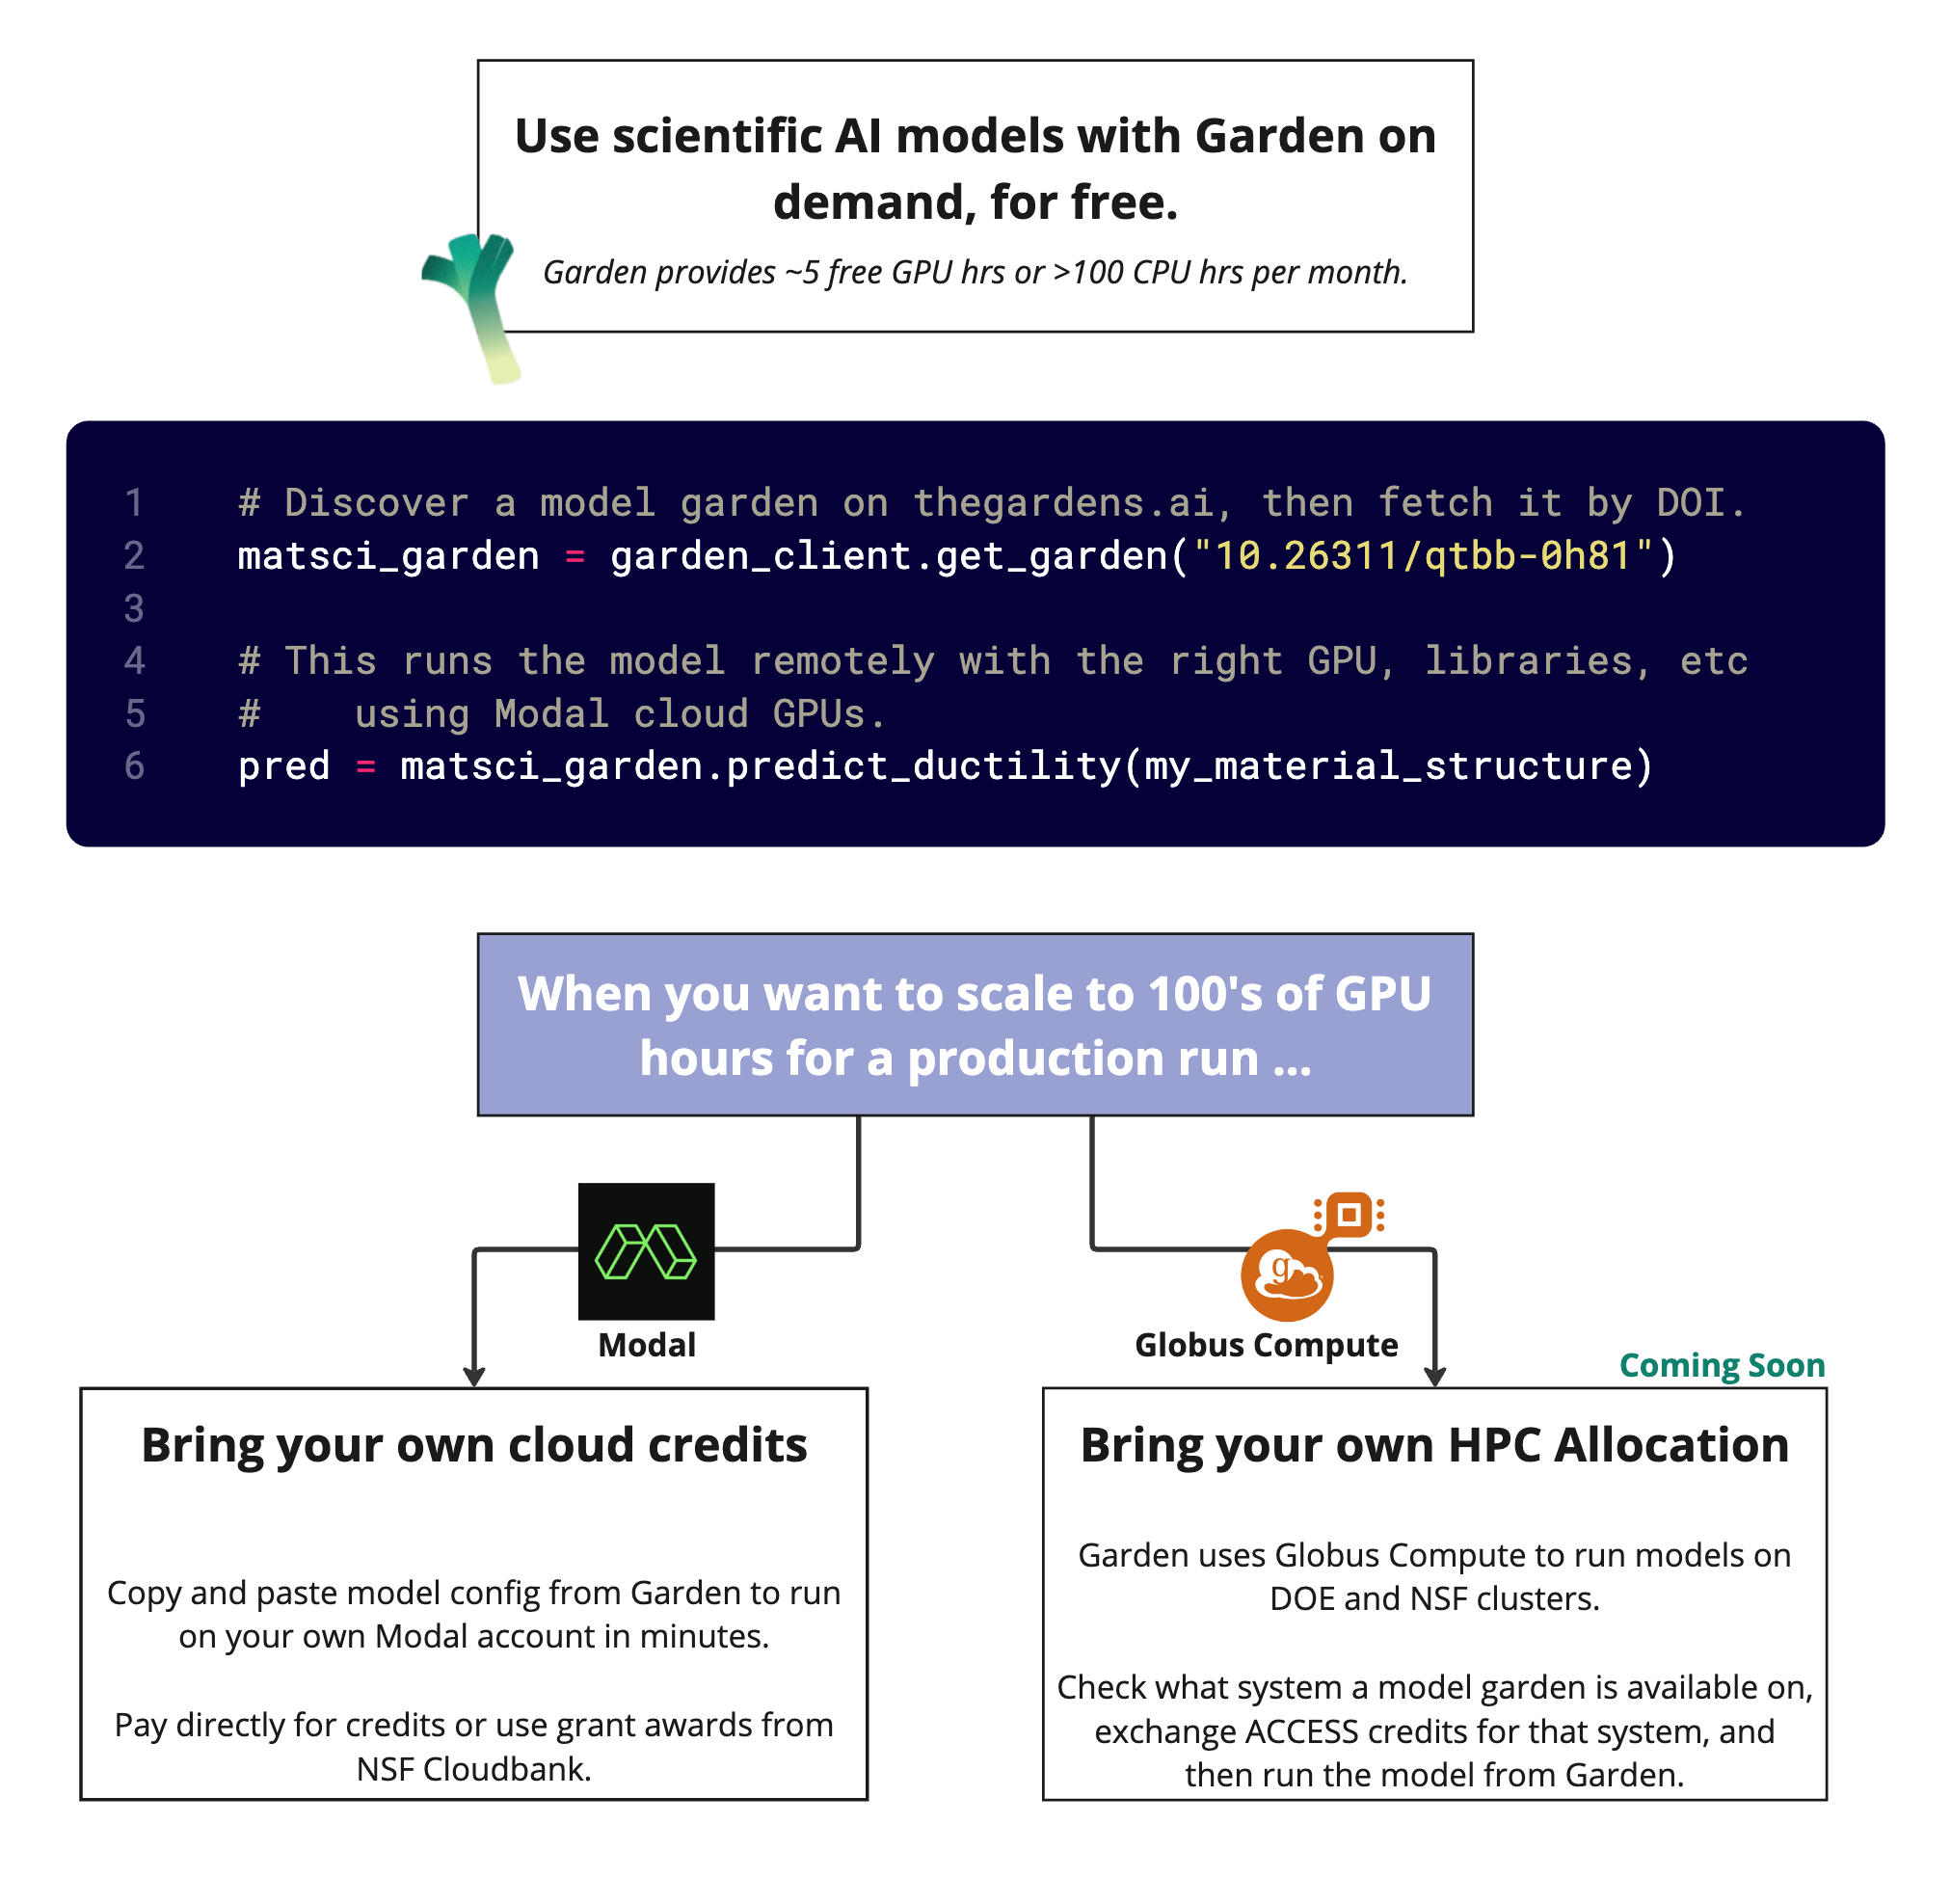 Use scientific AI models with Garden on
demand, for free.
Garden provides ~5 free GPU hrs or >100 CPU hrs per month.
1 # Discover a model garden on thegardens.ai, then fetch it by DOI.
2 matsci_garden = garden_client.get_garden("10.26311/qtbb-0h81")
3
4 # This runs the model remotely with the right GPU, libraries, etc
5 #    using Modal cloud GPUs.
6 pred = matsci_garden.predict_ductility(my_material_structure)
When you want to scale to 100's of GPU
hours for a production run ...
Modal
g
Globus Compute
Coming Soon
Bring your own cloud credits
Copy and paste model config from Garden to run
on your own Modal account in minutes.
Pay directly for credits or use grant awards from
NSF Cloudbank.
Bring your own HPC Allocation
Garden uses Globus Compute to run models on
DOE and NSF clusters.
Check what system a model garden is available on,
exchange ACCESS credits for that system, and
then run the model from Garden.